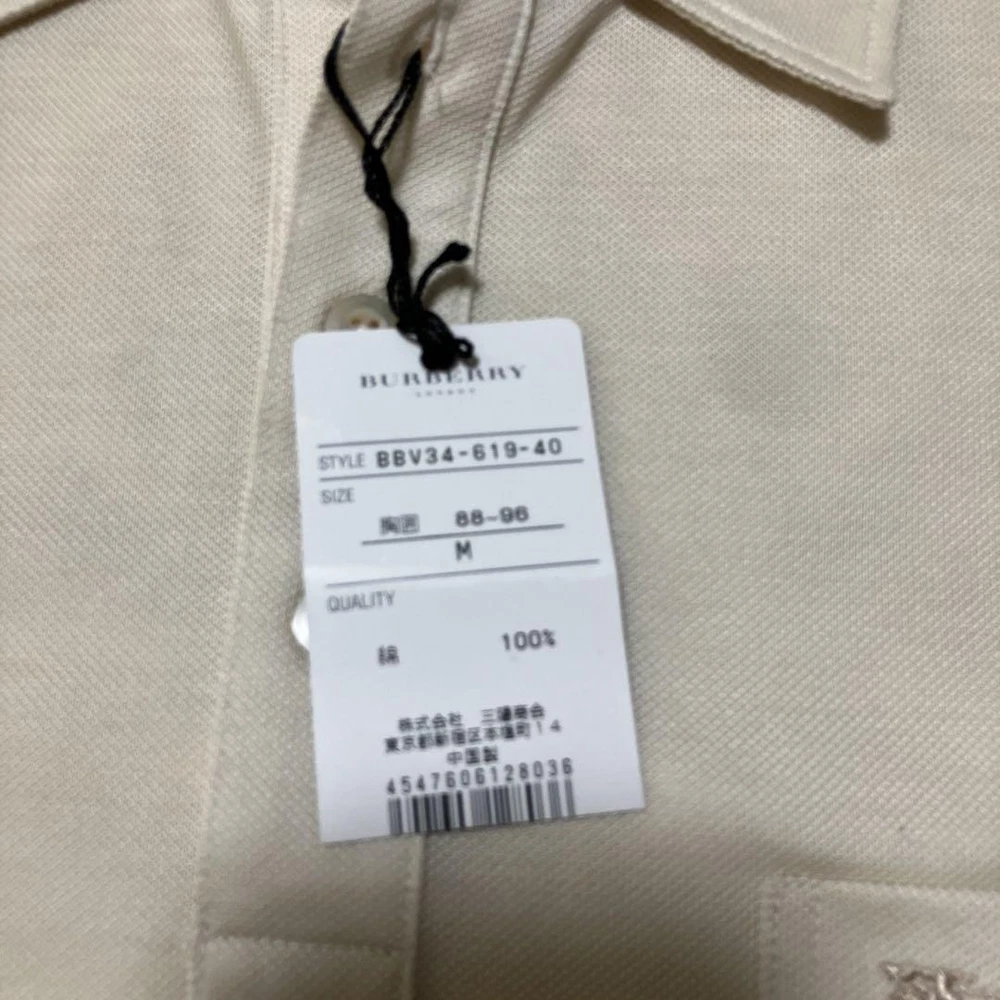 BURBERRY
LONDON
STYLE BBV34-619-40
SIZE
胸囲 88~96
M
QUALITY
綿 100%
株式会社 三陽商会
東京都新宿区本塩町14
中国製
4547606128036